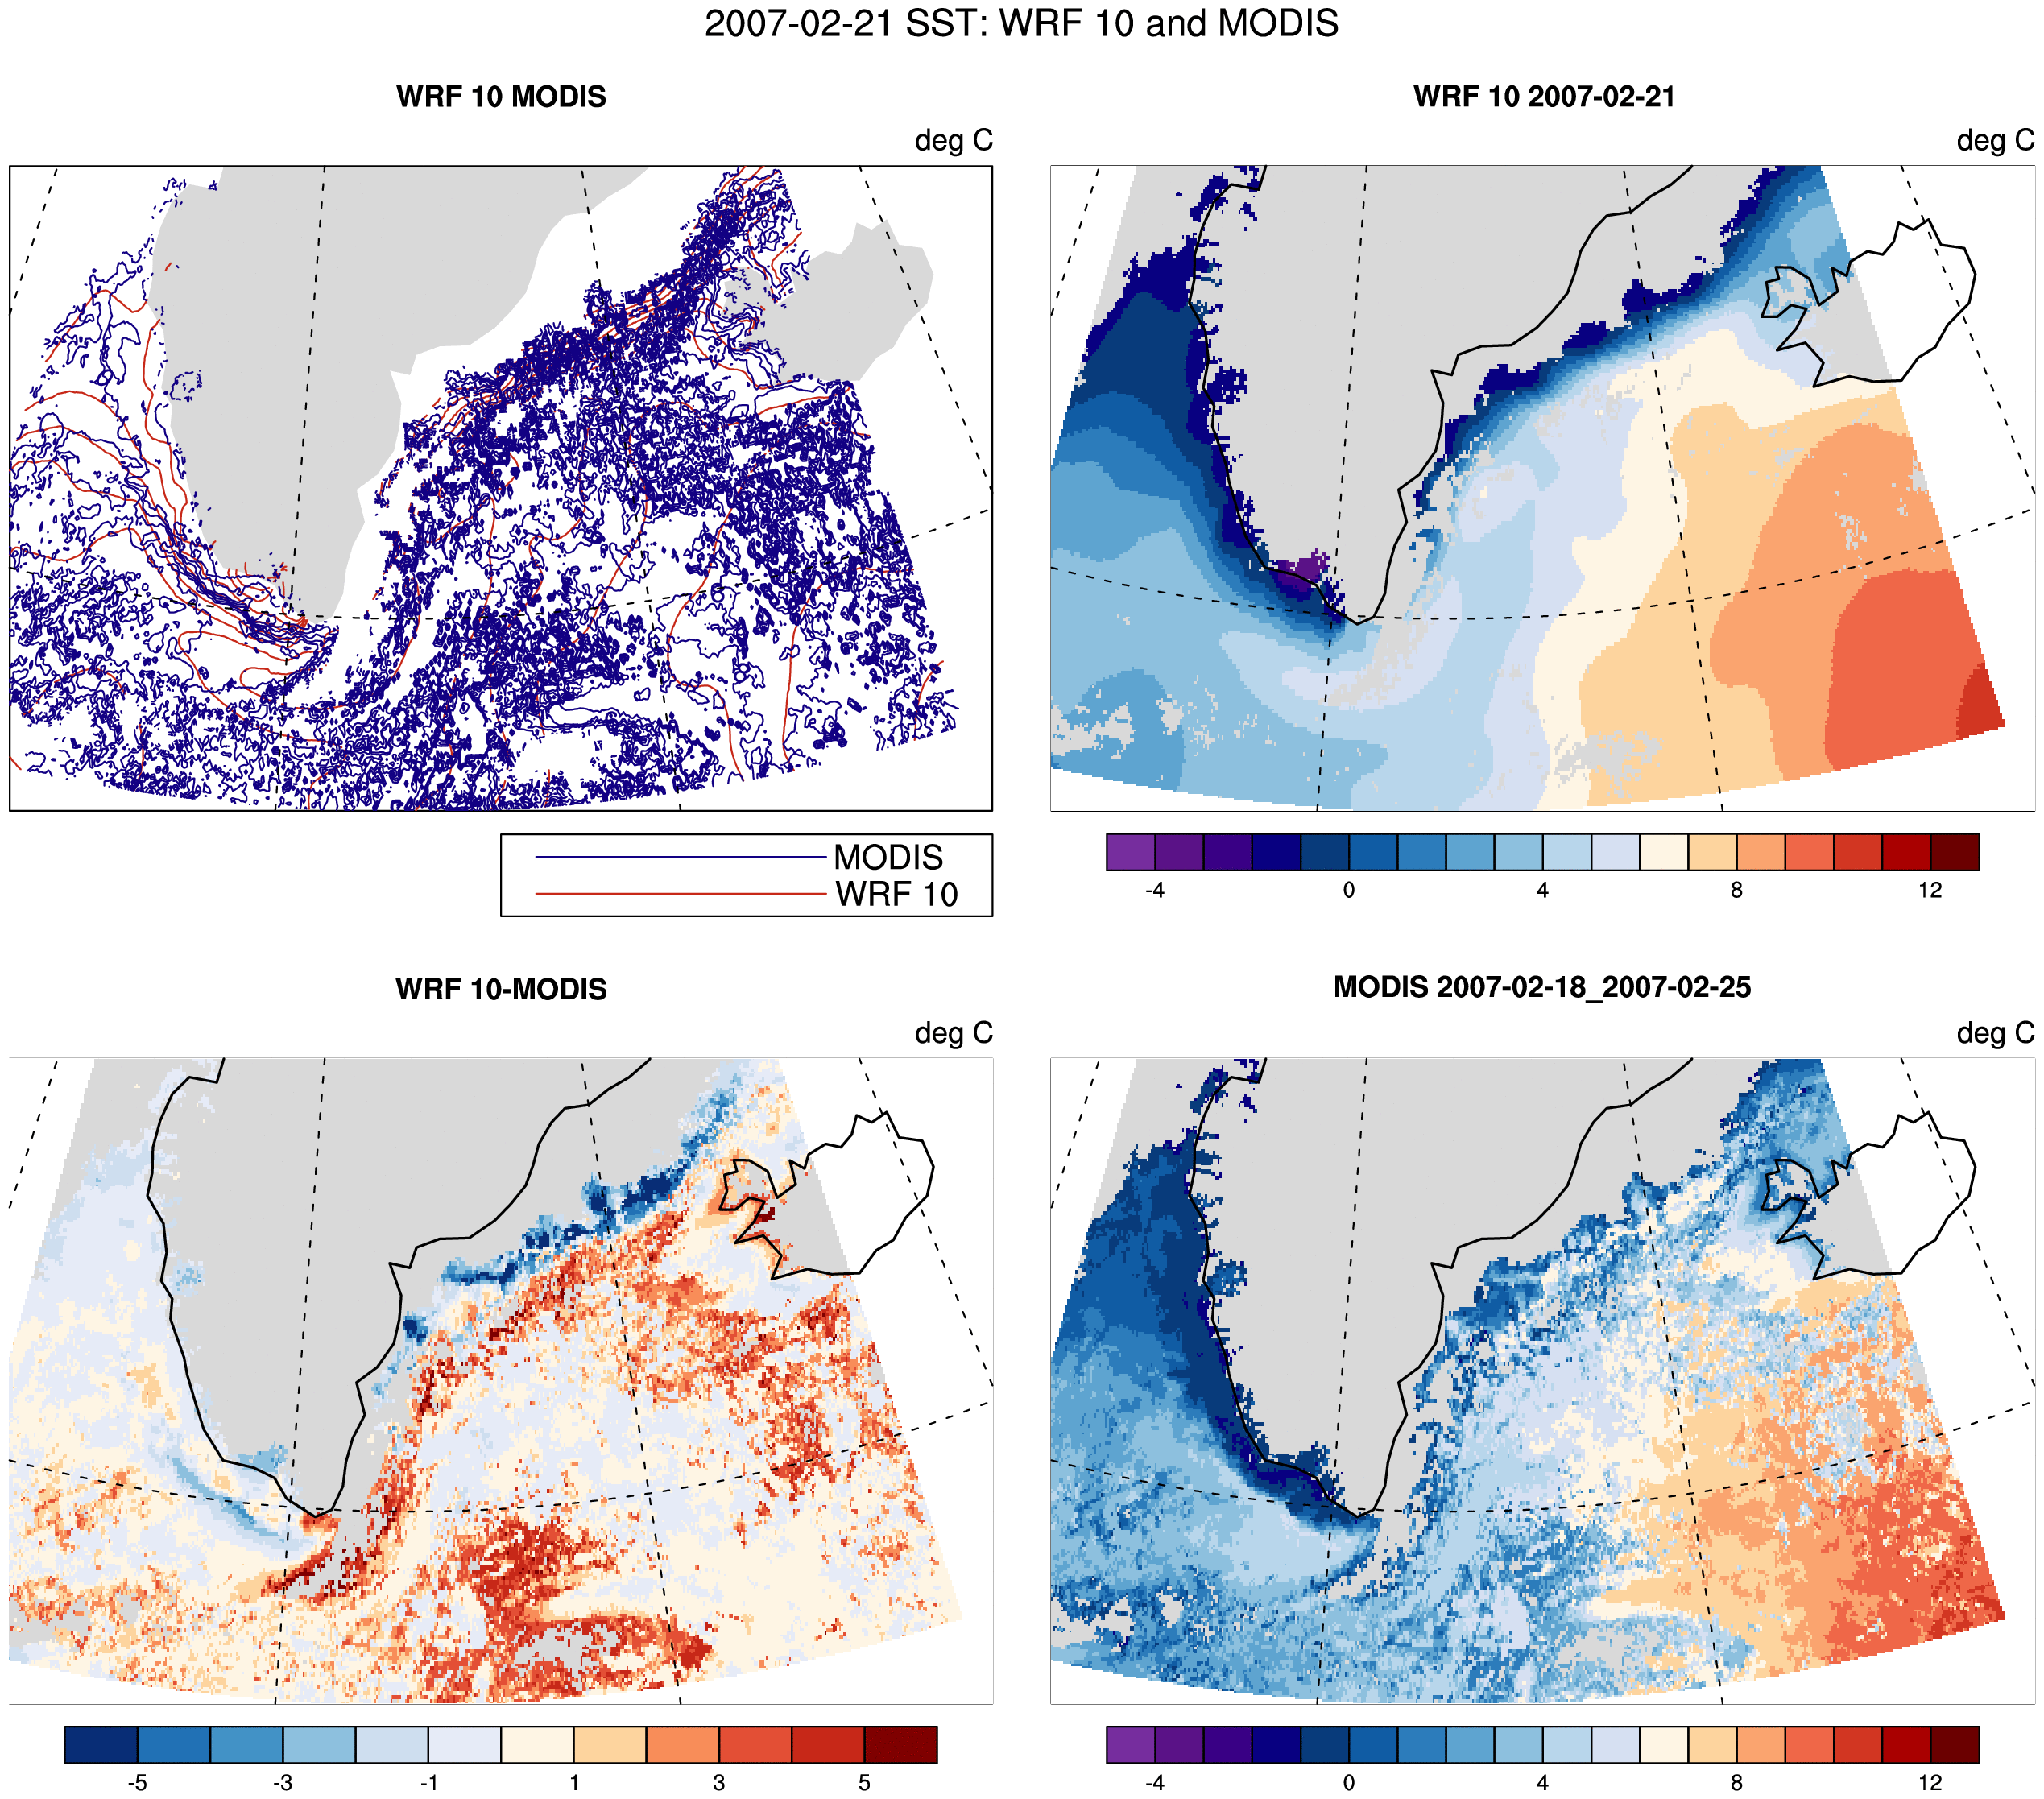 2007-02-21 SST: WRF 10 and MODIS
WRF 10 MODIS
deg C
MODIS
WRF 10
WRF 10 2007-02-21
deg C
-4 0 4 8 12
WRF 10-MODIS
deg C
-5 -3 -1 1 3 5
MODIS 2007-02-18_2007-02-25
deg C
-4 0 4 8 12